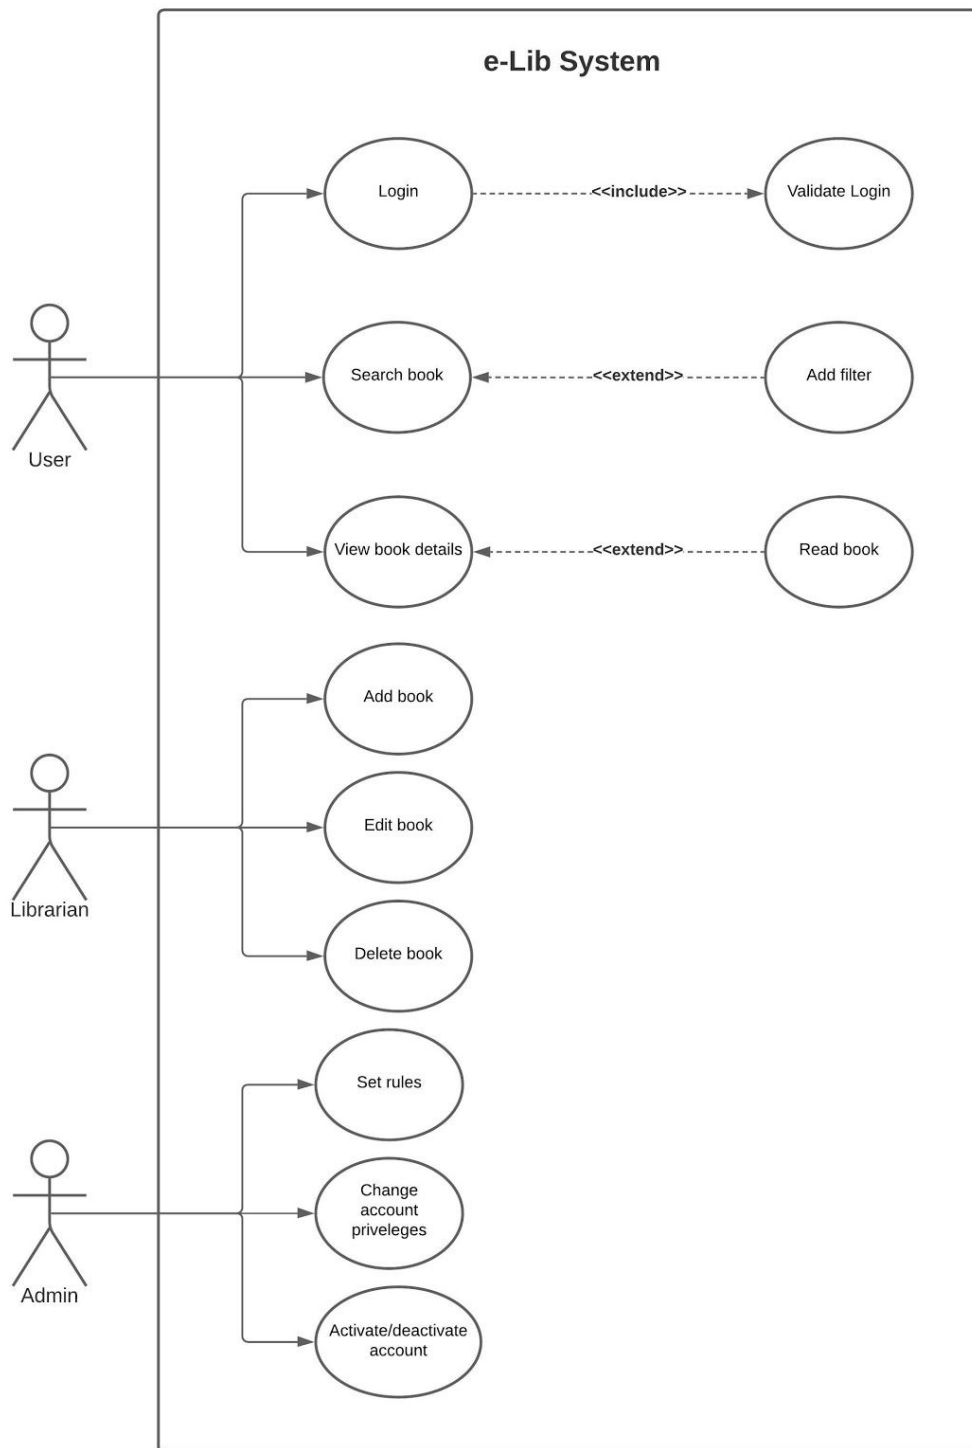 e-Lib System
Login
<<include>>
Validate Login
Search book
<<extend>>
Add filter
User
View book details
<<extend>>
Read book
Add book
Edit book
Librarian
Delete book
Set rules
Change
account
priveleges
Admin
Activate/deactivate
account